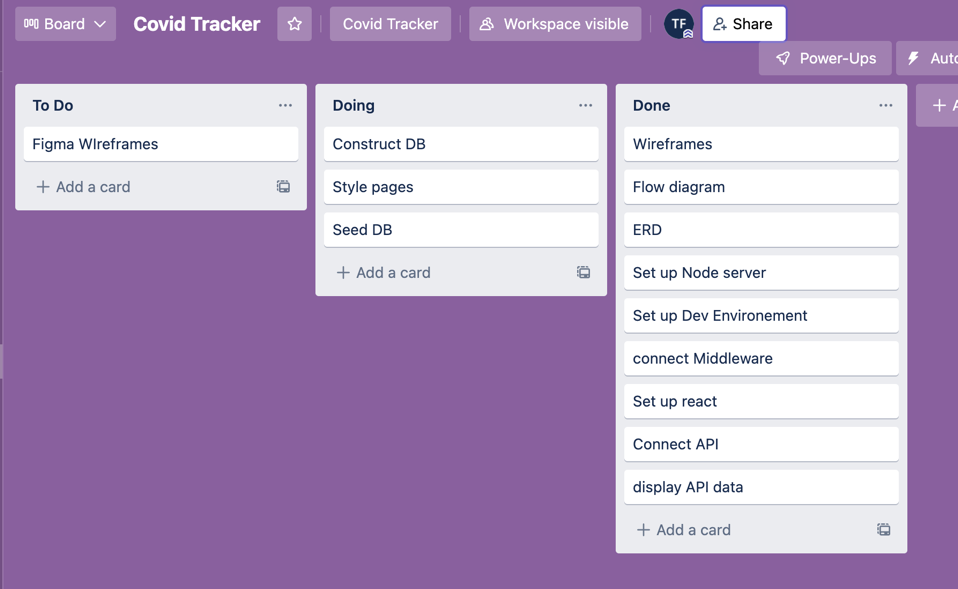 Board
Covid Tracker
Covid Tracker
Workspace visible
TF
Share
Power-Ups
To Do
Figma WIreframes
+ Add a card
Doing
Construct DB
Style pages
Seed DB
+ Add a card
Done
Wireframes
Flow diagram
ERD
Set up Node server
Set up Dev Environement
connect Middleware
Set up react
Connect API
display API data
+ Add a card